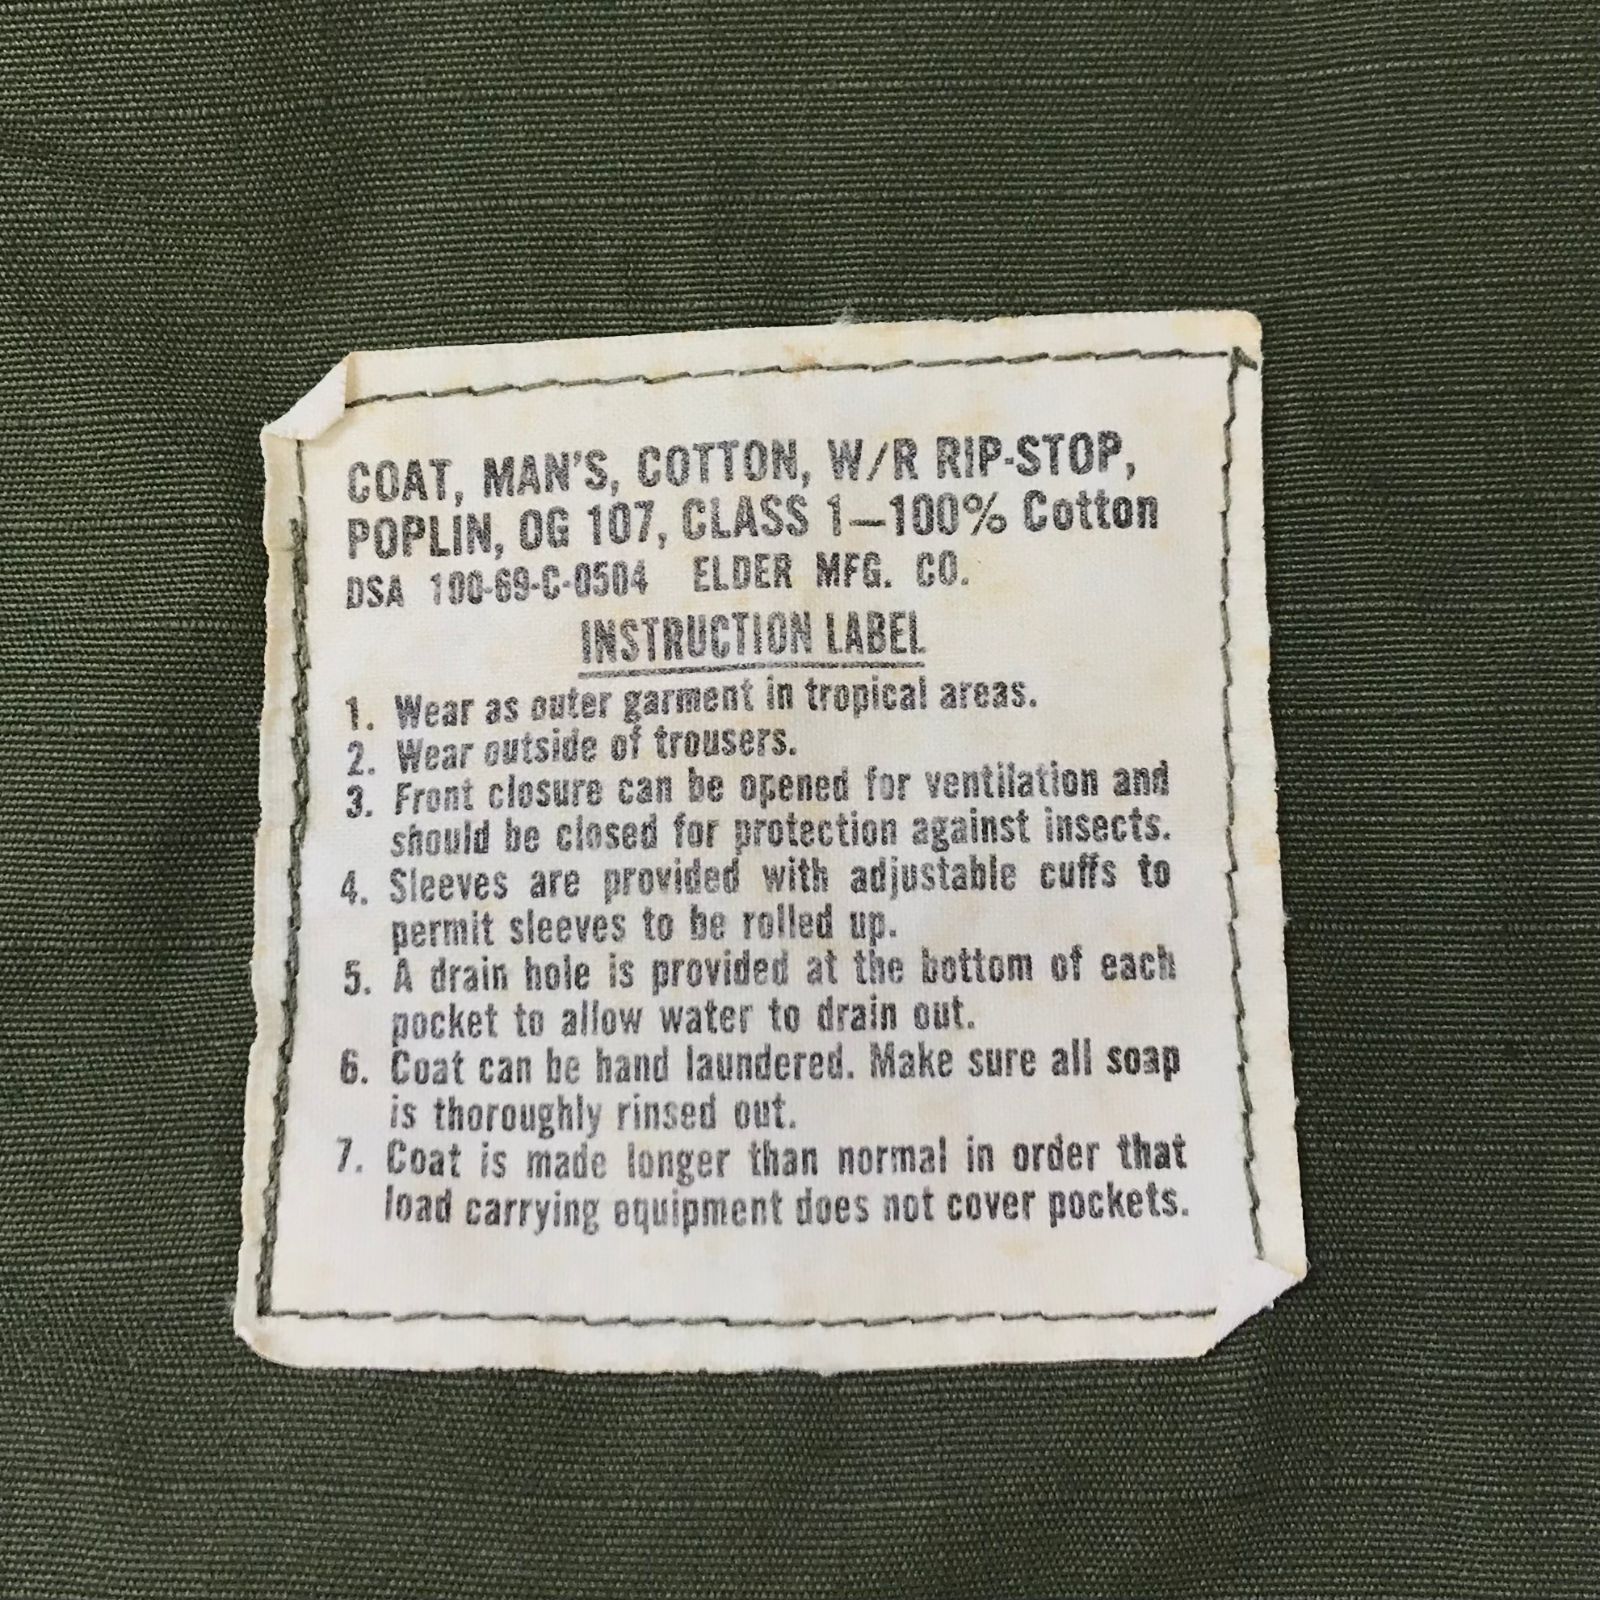 COAT, MAN'S, COTTON, W/R RIP-STOP,
POPLIN, OG 107, CLASS 1—100% Cotton
DSA 100-69-C-0504 ELDER MFG. CO.
INSTRUCTION LABEL
1. Wear as outer garment in tropical areas.
2. Wear outside of trousers.
3. Front closure can be opened for ventilation and
should be closed for protection against insects.
4. Sleeves are provided with adjustable cuffs to
permit sleeves to be rolled up.
5. A drain hole is provided at the bottom of each
pocket to allow water to drain out.
6. Coat can be hand laundered. Make sure all soap
is thoroughly rinsed out.
7. Coat is made longer than normal in order that
load carrying equipment does not cover pockets.